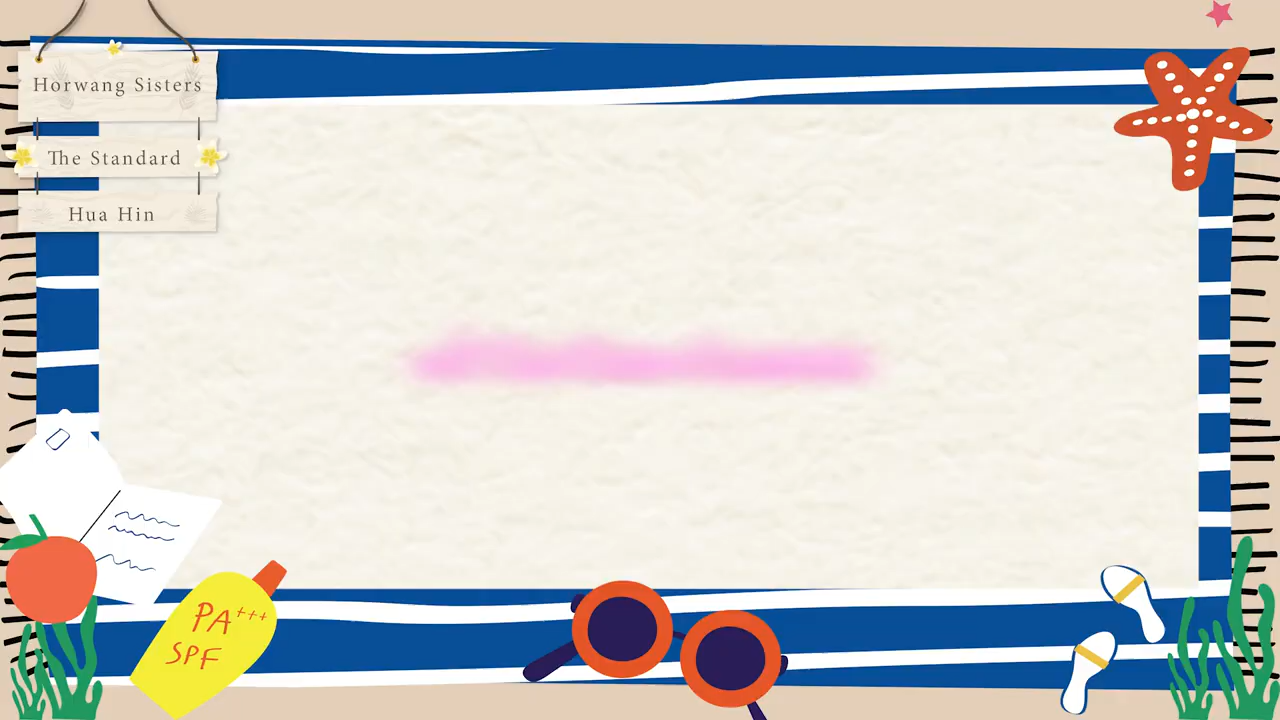 Horwang Sisters
The Standard
Hua Hin
PA+++
SPF